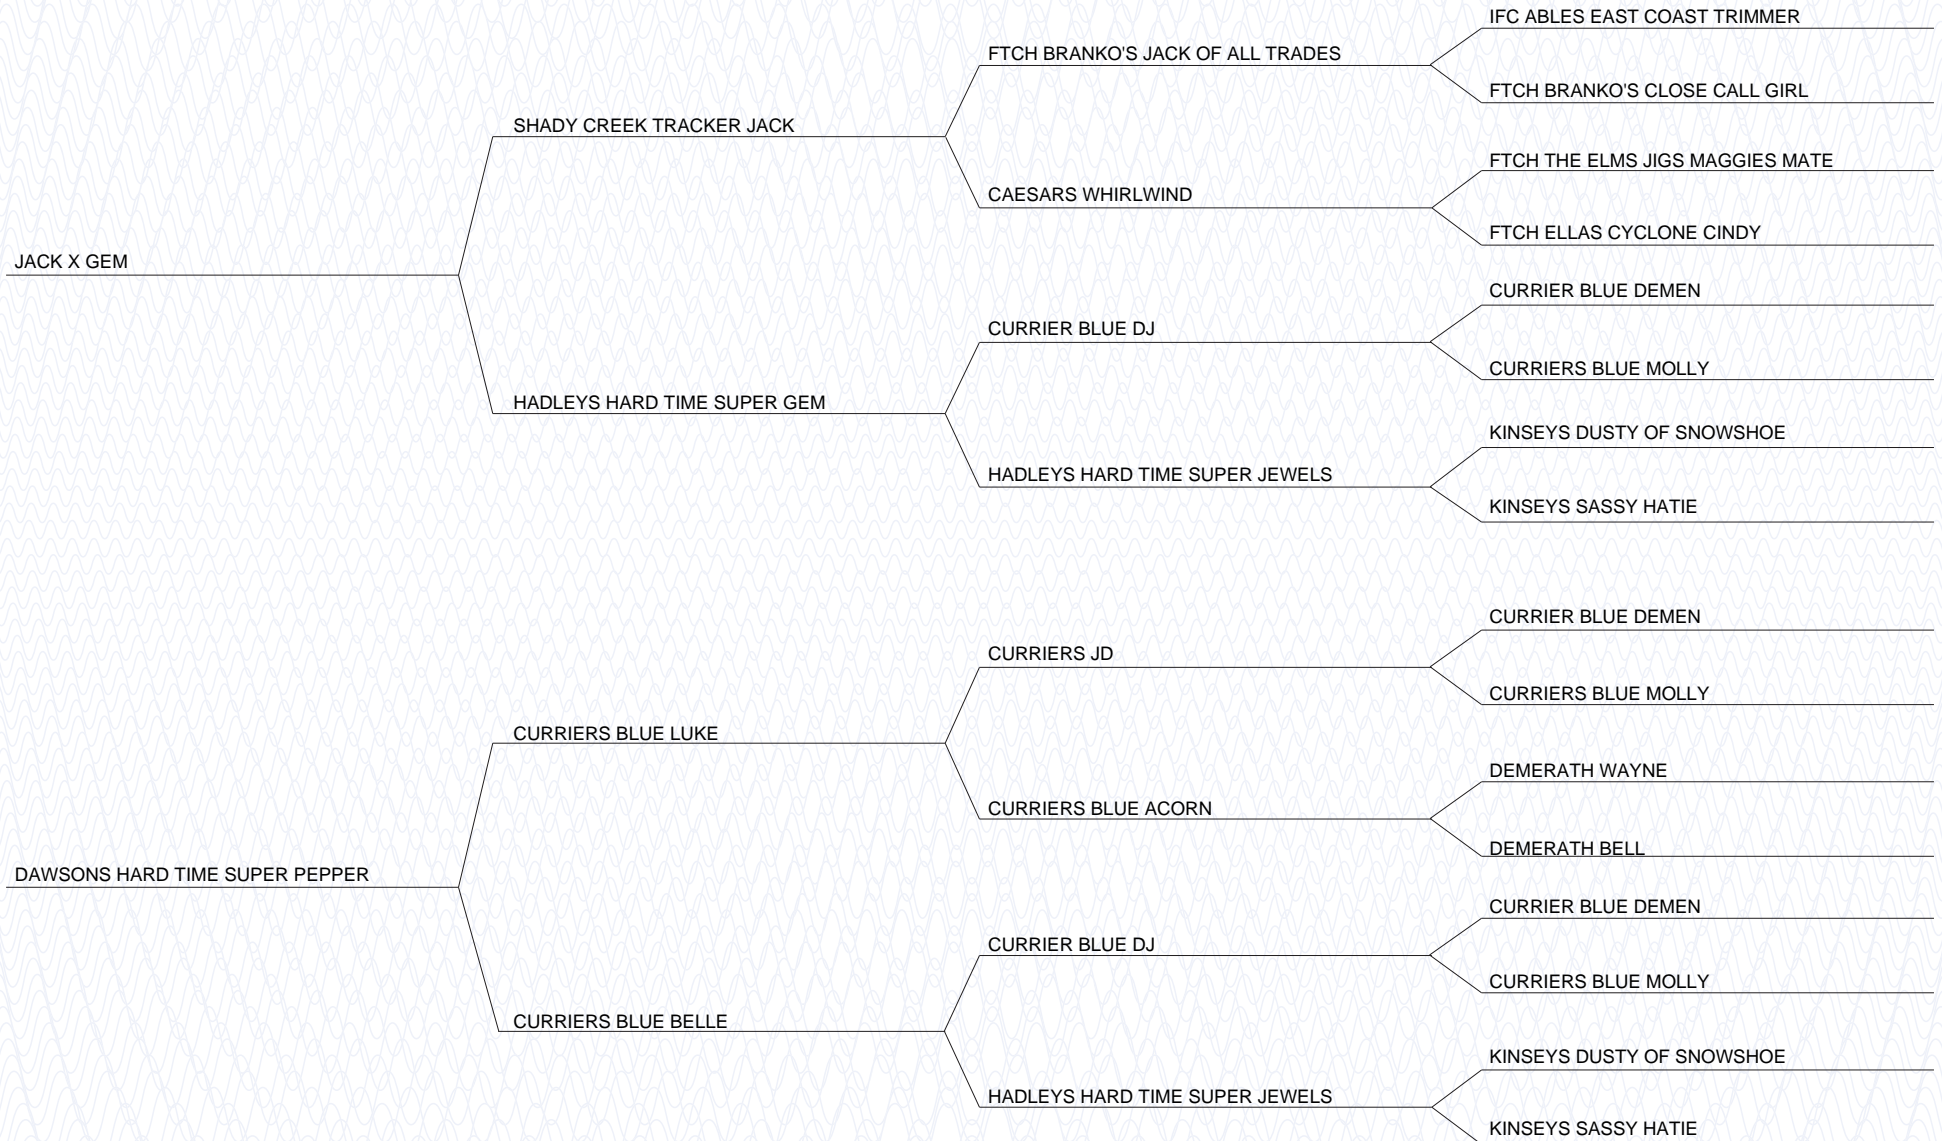 IFC ABLES EAST COAST TRIMMER
FTCH BRANKO'S JACK OF ALL TRADES
FTCH BRANKO'S CLOSE CALL GIRL
SHADY CREEK TRACKER JACK
FTCH THE ELMS JIGS MAGGIES MATE
CAESARS WHIRLWIND
FTCH ELLAS CYCLONE CINDY
JACK X GEM
CURRIER BLUE DEMEN
CURRIER BLUE DJ
CURRIERS BLUE MOLLY
HADLEYS HARD TIME SUPER GEM
KINSEYS DUSTY OF SNOWSHOE
HADLEYS HARD TIME SUPER JEWELS
KINSEYS SASSY HATIE
CURRIER BLUE DEMEN
CURRIERS JD
CURRIERS BLUE MOLLY
CURRIERS BLUE LUKE
DEMERATH WAYNE
CURRIERS BLUE ACORN
DEMERATH BELL
DAWSONS HARD TIME SUPER PEPPER
CURRIER BLUE DEMEN
CURRIER BLUE DJ
CURRIERS BLUE MOLLY
CURRIERS BLUE BELLE
KINSEYS DUSTY OF SNOWSHOE
HADLEYS HARD TIME SUPER JEWELS
KINSEYS SASSY HATIE